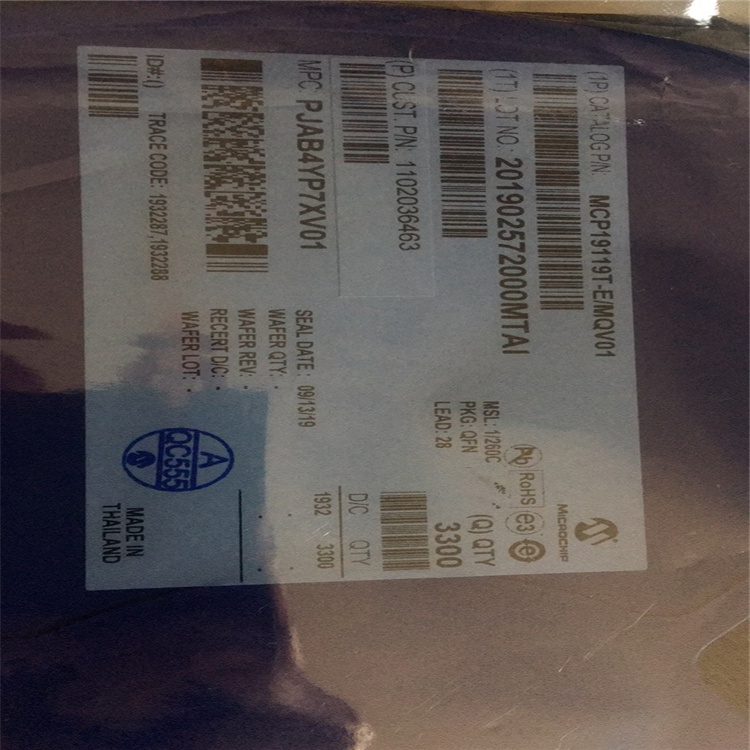 (1P) CATALOG P/N: MCP19119T-E/MQV01
MICROCHIP
(1T) LOT NO.: 201902572000MTAI
Pb RoHS e3 e
MSL: 1/260C
PKG: QFN
LEAD: 28
(Q) QTY
3300
(P) CUST. P/N: 1102036463
MPC: PJAB4YP7XV01
SEAL DATE: 09/13/19
WAFER QTY: .
WAFER REV: .
RECERT D/C: .
WAFER LOT: .
D/C QTY
1932 3300
ID#:() TRACE CODE: 1932287,1932288
A
QC555
MADE IN
THAILAND